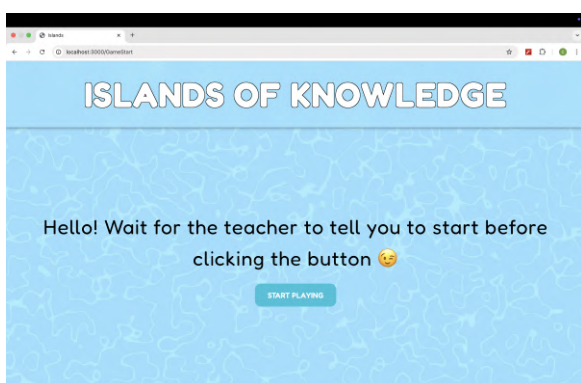 Islands
localhost:3000/GameStart
ISLANDS OF KNOWLEDGE
Hello! Wait for the teacher to tell you to start before
clicking the button 😉
START PLAYING